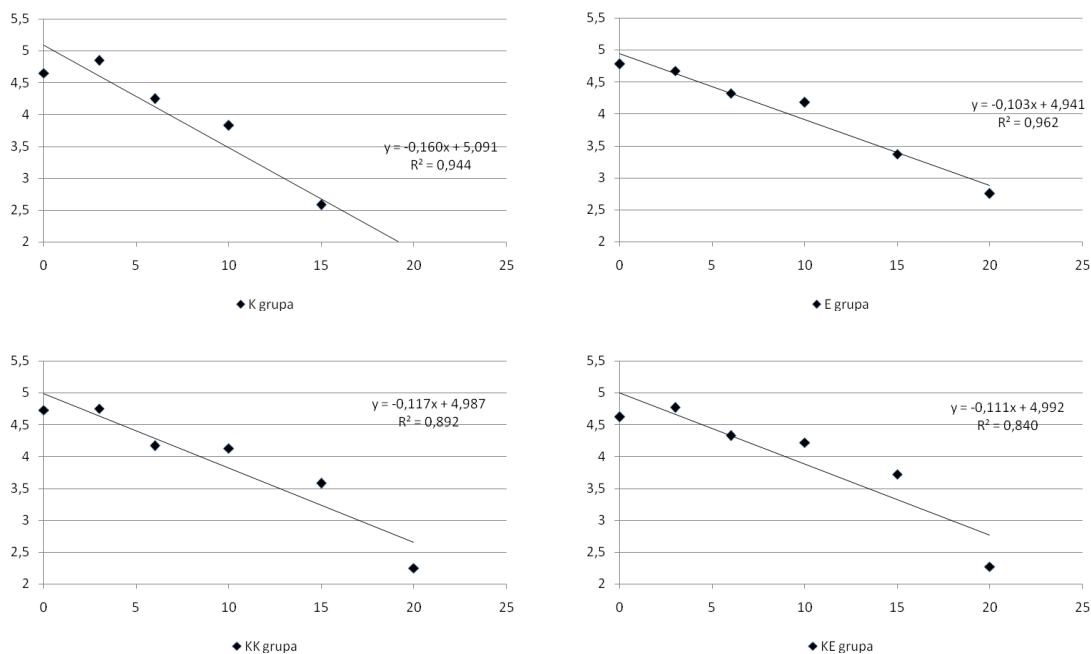 5,5
5
4,5
4
3,5
3
2,5
2
0 5 10 15 20 25
y = -0,160x + 5,091
R² = 0,944
K grupa
5,5
5
4,5
4
3,5
3
2,5
2
0 5 10 15 20 25
y = -0,103x + 4,941
R² = 0,962
E grupa
5,5
5
4,5
4
3,5
3
2,5
2
0 5 10 15 20 25
y = -0,117x + 4,987
R² = 0,892
KK grupa
5,5
5
4,5
4
3,5
3
2,5
2
0 5 10 15 20 25
y = -0,111x + 4,992
R² = 0,840
KE grupa